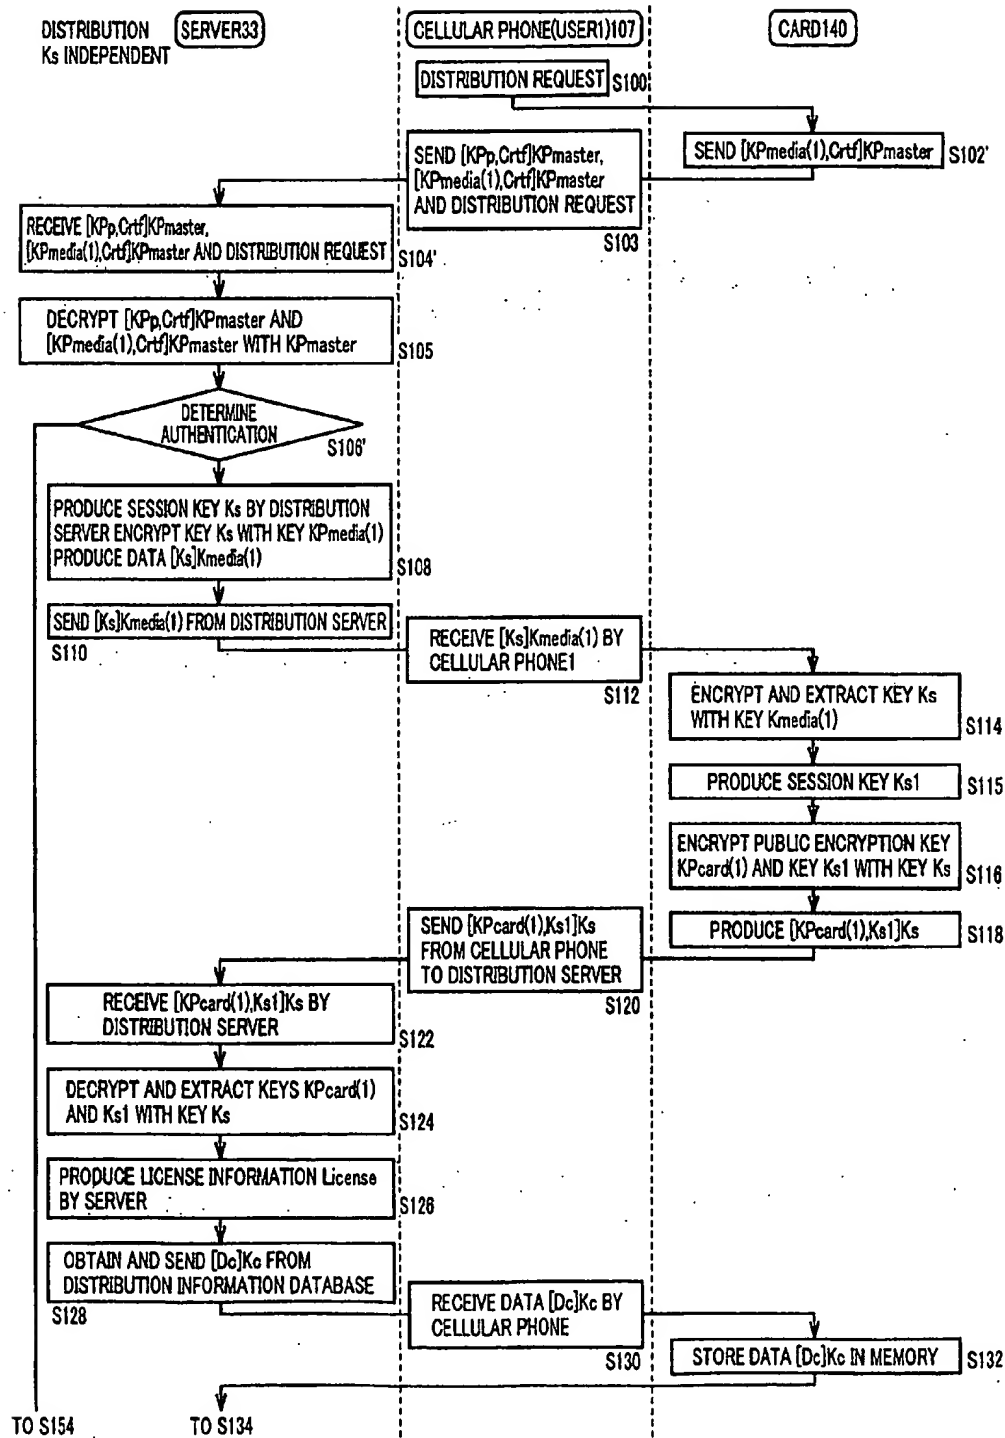 DISTRIBUTION
Ks INDEPENDENT
SERVER33
CELLULAR PHONE(USER1)107
CARD140
DISTRIBUTION REQUEST
S100
SEND [KPmedia(1),Crtf]KPmaster
S102'
SEND [KPp,Crtf]KPmaster,
[KPmedia(1),Crtf]KPmaster
AND DISTRIBUTION REQUEST
S103
RECEIVE [KPp,Crtf]KPmaster,
[KPmedia(1),Crtf]KPmaster AND DISTRIBUTION REQUEST
S104'
DECRYPT [KPp,Crtf]KPmaster AND
[KPmedia(1),Crtf]KPmaster WITH KPmaster
S105
DETERMINE
AUTHENTICATION
S106'
PRODUCE SESSION KEY Ks BY DISTRIBUTION
SERVER ENCRYPT KEY Ks WITH KEY KPmedia(1)
PRODUCE DATA [Ks]Kmedia(1)
S108
SEND [Ks]Kmedia(1) FROM DISTRIBUTION SERVER
S110
RECEIVE [Ks]Kmedia(1) BY
CELLULAR PHONE1
S112
ENCRYPT AND EXTRACT KEY Ks
WITH KEY Kmedia(1)
S114
PRODUCE SESSION KEY Ks1
S115
ENCRYPT PUBLIC ENCRYPTION KEY
KPcard(1) AND KEY Ks1 WITH KEY Ks
S116
PRODUCE [KPcard(1),Ks1]Ks
S118
SEND [KPcard(1),Ks1]Ks
FROM CELLULAR PHONE
TO DISTRIBUTION SERVER
S120
RECEIVE [KPcard(1),Ks1]Ks BY
DISTRIBUTION SERVER
S122
DECRYPT AND EXTRACT KEYS KPcard(1)
AND Ks1 WITH KEY Ks
S124
PRODUCE LICENSE INFORMATION License
BY SERVER
S126
OBTAIN AND SEND [Dc]Kc FROM
DISTRIBUTION INFORMATION DATABASE
S128
RECEIVE DATA [Dc]Kc BY
CELLULAR PHONE
S130
STORE DATA [Dc]Kc IN MEMORY
S132
TO S154
TO S134